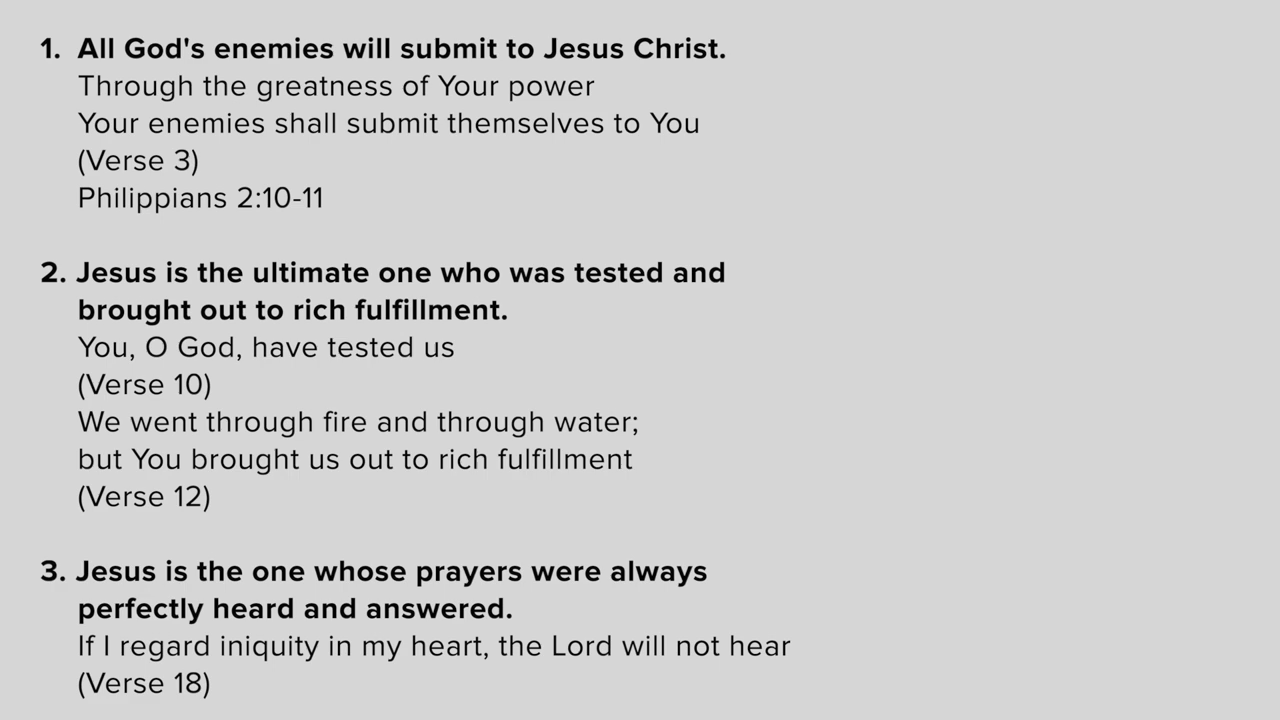 1. All God's enemies will submit to Jesus Christ.
Through the greatness of Your power
Your enemies shall submit themselves to You
(Verse 3)
Philippians 2:10-11
2. Jesus is the ultimate one who was tested and
brought out to rich fulfillment.
You, O God, have tested us
(Verse 10)
We went through fire and through water;
but You brought us out to rich fulfillment
(Verse 12)
3. Jesus is the one whose prayers were always
perfectly heard and answered.
If I regard iniquity in my heart, the Lord will not hear
(Verse 18)